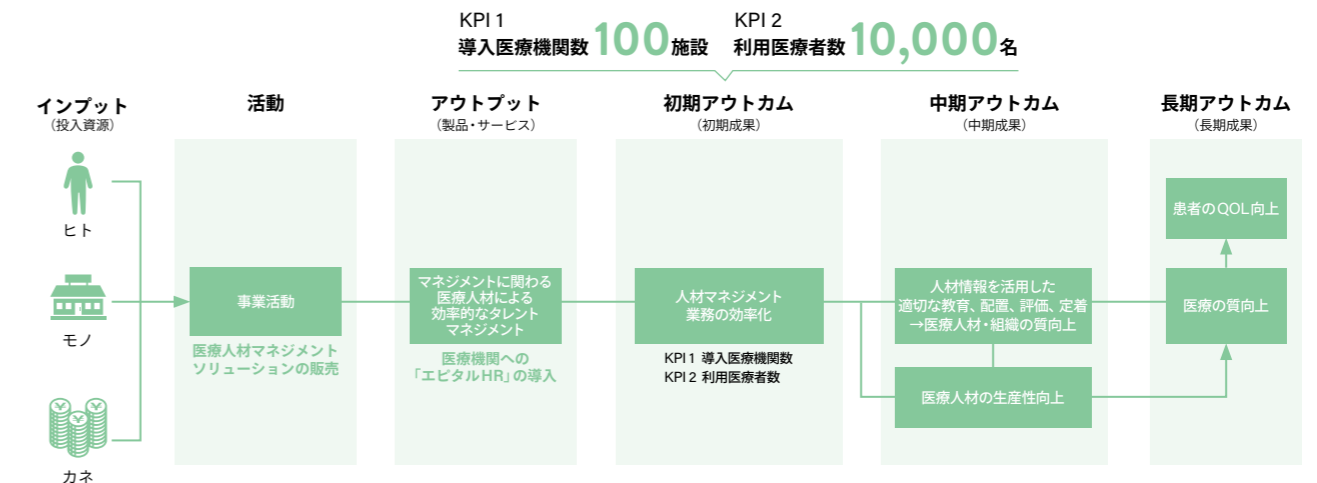 KPI 1
導入医療機関数 100 施設
KPI 2
利用医療者数 10,000 名
インプット
（投入資源）
活動
アウトプット
（製品・サービス）
初期アウトカム
（初期成果）
中期アウトカム
（中期成果）
長期アウトカム
（長期成果）
ヒト
モノ
カネ
事業活動
医療人材マネジメント
ソリューションの販売
マネジメントに関わる
医療人材による
効率的なタレント
マネジメント
医療機関への
「エピタルHR」の導入
人材マネジメント
業務の効率化
KPI 1 導入医療機関数
KPI 2 利用医療者数
人材情報を活用した
適切な教育、配置、評価、定着
→医療人材・組織の質向上
医療人材の生産性向上
患者のQOL向上
医療の質向上